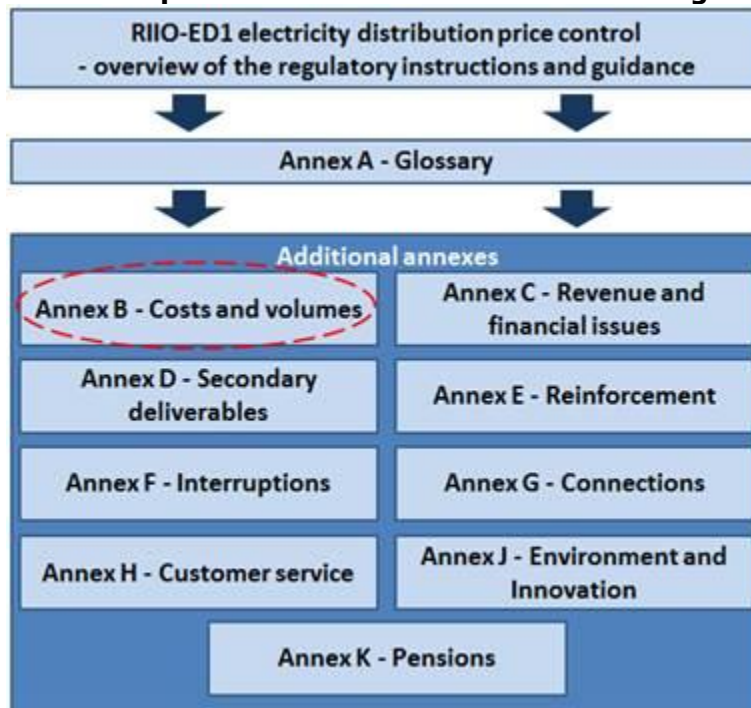 RIIO-ED1 electricity distribution price control
- overview of the regulatory instructions and guidance
Annex A - Glossary
Additional annexes
Annex B - Costs and volumes
Annex C - Revenue and
financial issues
Annex D - Secondary
deliverables
Annex E - Reinforcement
Annex F - Interruptions
Annex G - Connections
Annex H - Customer service
Annex J - Environment and
Innovation
Annex K - Pensions